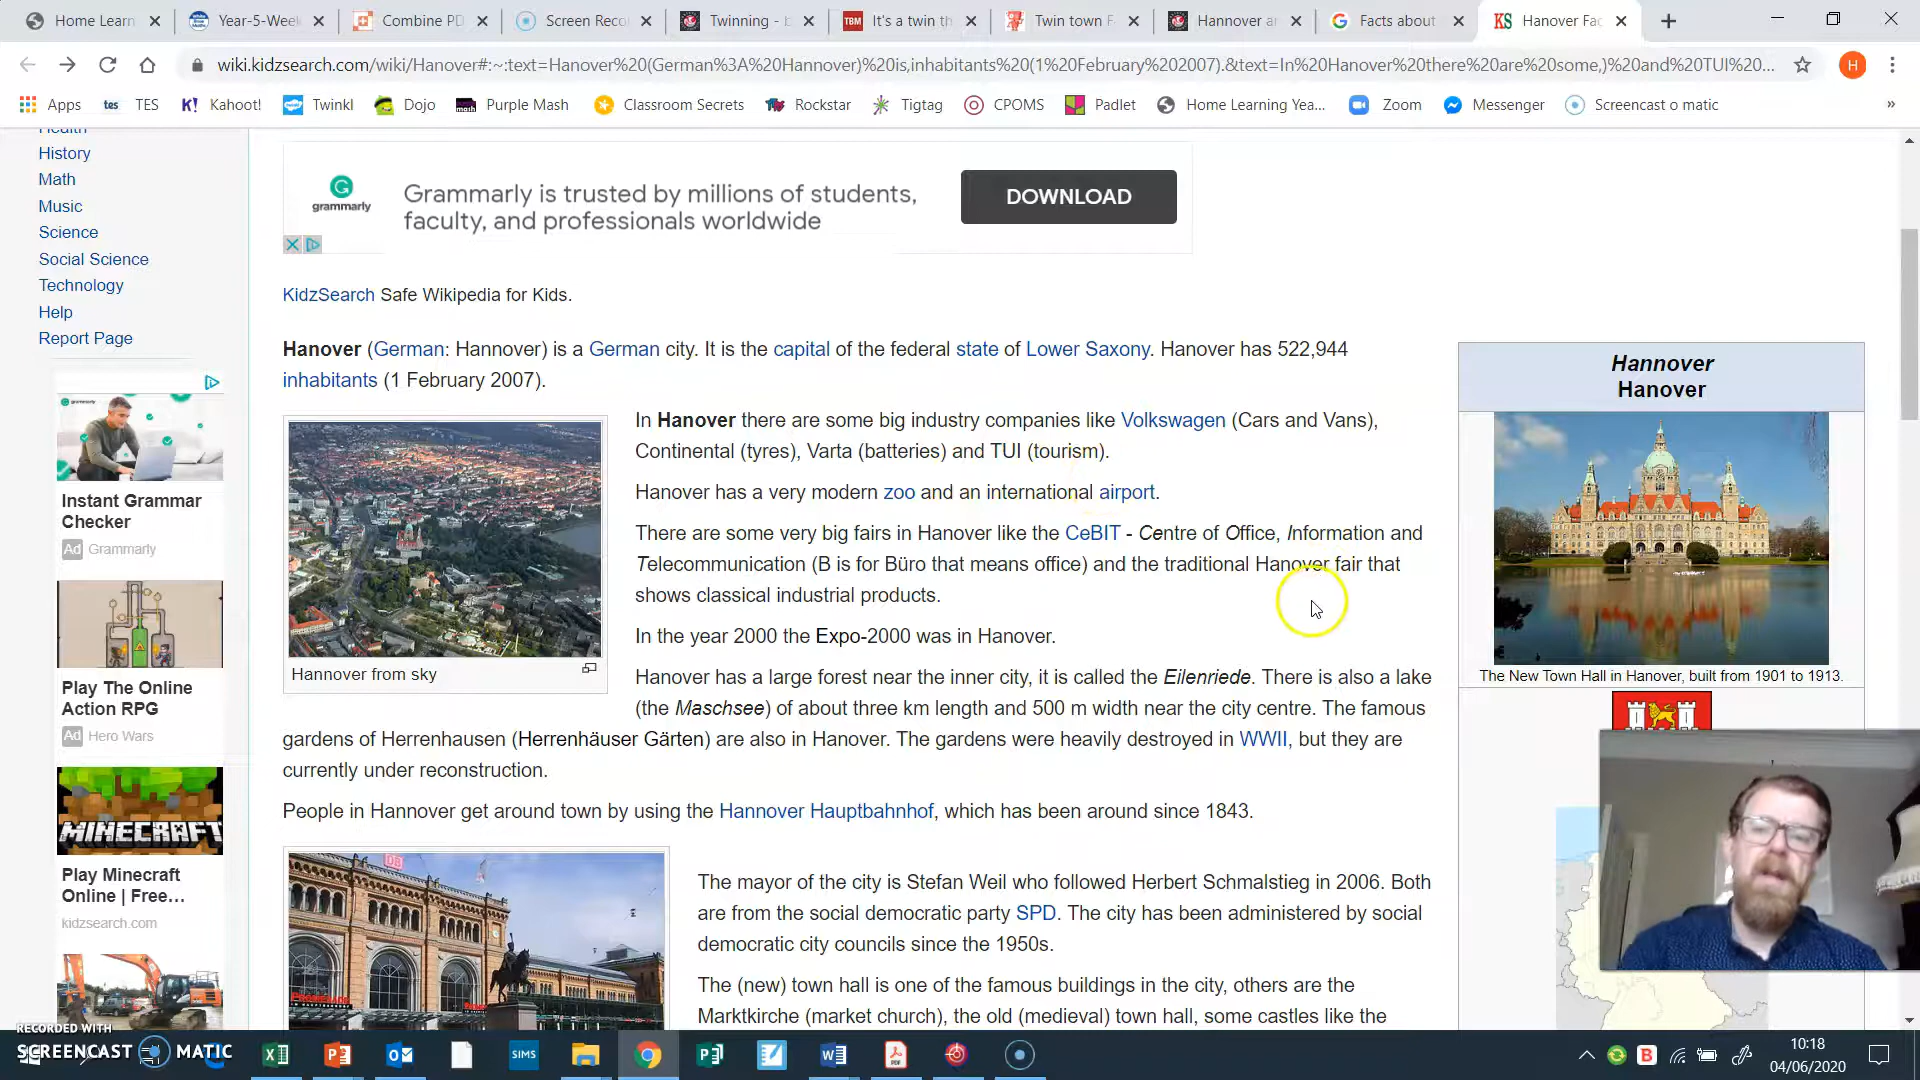 Home Learn
Year-5-Week
Combine PD
Screen Reco
Twinning - b
TBM
It's a twin th
Twin town F
Hannover an
Facts about
KS
Hanover Fac
wiki.kidzsearch.com/wiki/Hanover#:~:text=Hanover%20(German%3A%20Hannover)%20is,inhabitants%20(1%20February%202007).&text=In%20Hanover%20there%20are%20some,)%20and%20TUI%20...
H
Apps
tes TES
K! Kahoot!
Twinkl
Dojo
mash Purple Mash
Classroom Secrets
Rockstar
Tigtag
CPOMS
Padlet
Home Learning Yea...
Zoom
Messenger
Screencast o matic
»
Health
History
Math
Music
Science
Social Science
Technology
Help
Report Page
grammarly
Grammarly is trusted by millions of students,
faculty, and professionals worldwide
DOWNLOAD
KidzSearch Safe Wikipedia for Kids.
Hanover (German: Hannover) is a German city. It is the capital of the federal state of Lower Saxony. Hanover has 522,944
inhabitants (1 February 2007).
In Hanover there are some big industry companies like Volkswagen (Cars and Vans),
Continental (tyres), Varta (batteries) and TUI (tourism).
Hanover has a very modern zoo and an international airport.
There are some very big fairs in Hanover like the CeBIT - Centre of Office, Information and
Telecommunication (B is for Büro that means office) and the traditional Hanover fair that
shows classical industrial products.
In the year 2000 the Expo-2000 was in Hanover.
Hannover from sky
Hanover has a large forest near the inner city, it is called the Eilenriede. There is also a lake
(the Maschsee) of about three km length and 500 m width near the city centre. The famous
gardens of Herrenhausen (Herrenhäuser Gärten) are also in Hanover. The gardens were heavily destroyed in WWII, but they are
currently under reconstruction.
People in Hannover get around town by using the Hannover Hauptbahnhof, which has been around since 1843.
DB
The mayor of the city is Stefan Weil who followed Herbert Schmalstieg in 2006. Both
are from the social democratic party SPD. The city has been administered by social
democratic city councils since the 1950s.
The (new) town hall is one of the famous buildings in the city, others are the
Marktkirche (market church), the old (medieval) town hall, some castles like the
Hannover
Hanover
The New Town Hall in Hanover, built from 1901 to 1913.
grammarly
Instant Grammar
Checker
Ad Grammarly
Play The Online
Action RPG
Ad Hero Wars
MINECRAFT
Play Minecraft
Online | Free...
kidzsearch.com
RECORDED WITH
SCREENCAST MATIC
SIMS
B
10:18
04/06/2020